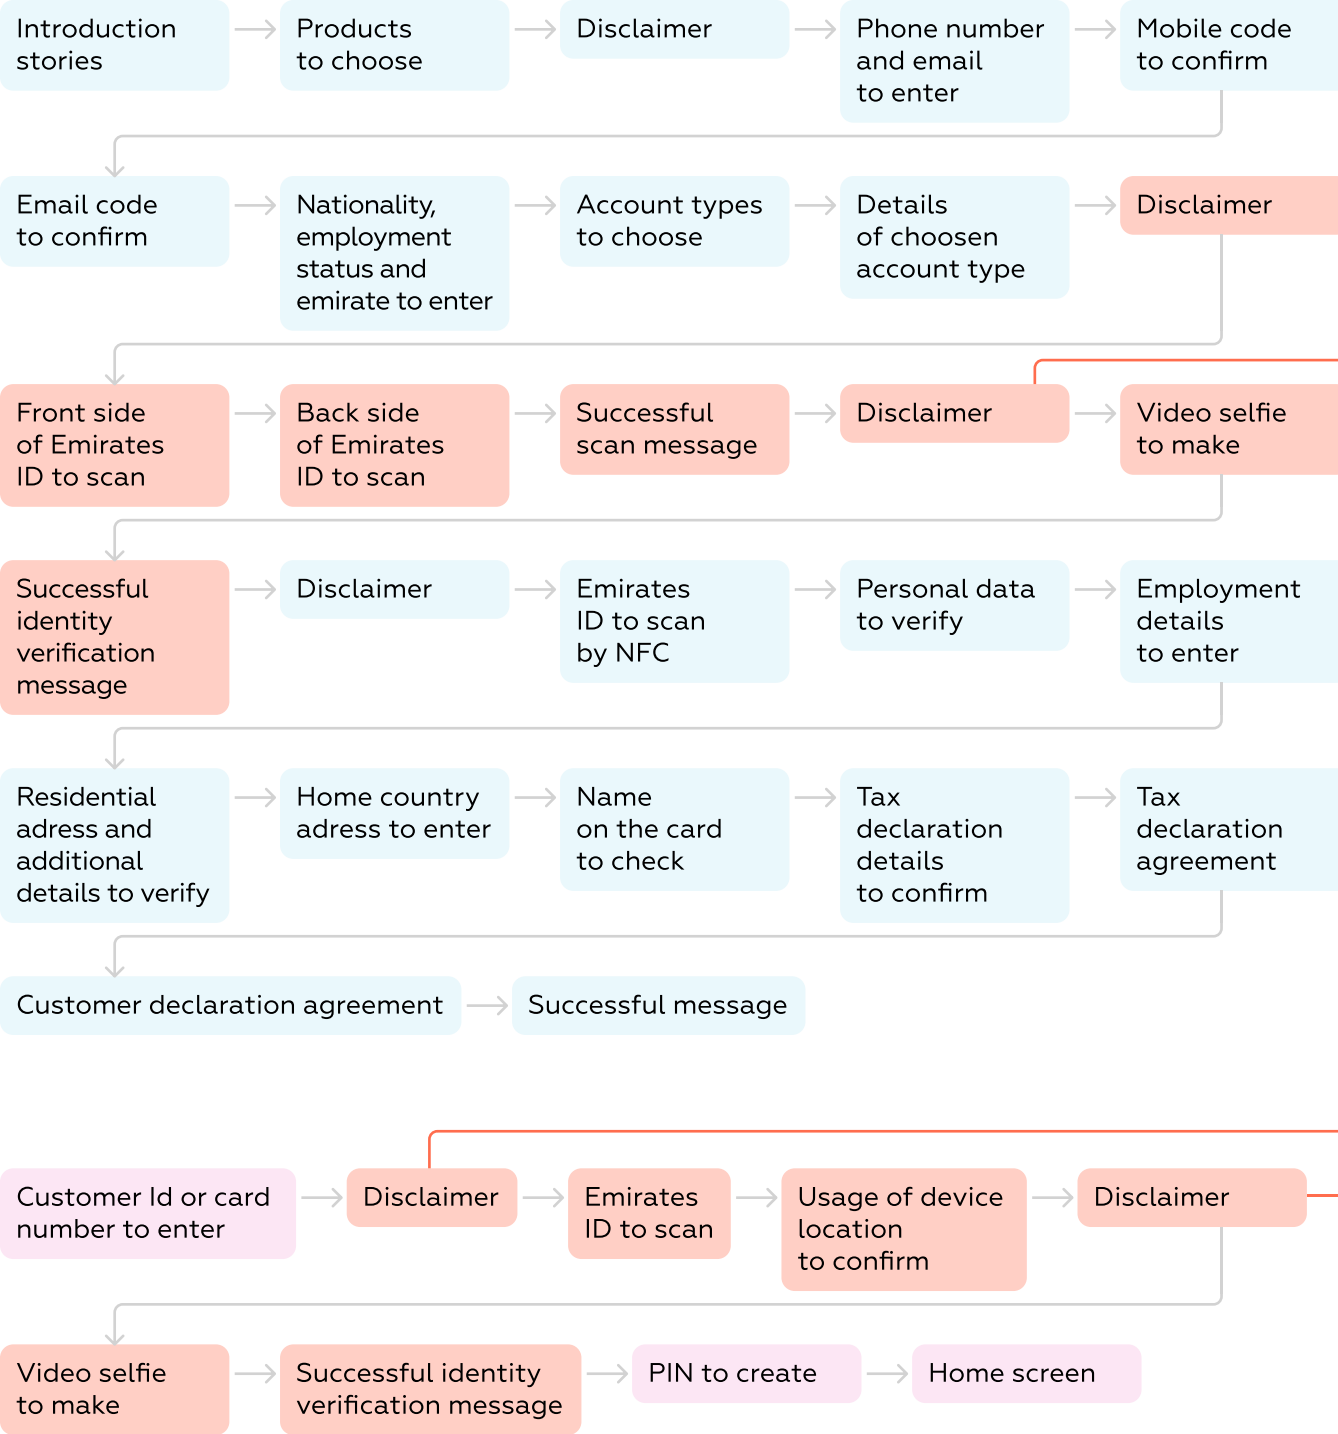 Introduction
stories
Products
to choose
Disclaimer
Phone number
and email
to enter
Mobile code
to confirm
Email code
to confirm
Nationality,
employment
status and
emirate to enter
Account types
to choose
Details
of choosen
account type
Disclaimer
Front side
of Emirates
ID to scan
Back side
of Emirates
ID to scan
Successful
scan message
Disclaimer
Video selfie
to make
Successful
identity
verification
message
Disclaimer
Emirates
ID to scan
by NFC
Personal data
to verify
Employment
details
to enter
Residential
adress and
additional
details to verify
Home country
adress to enter
Name
on the card
to check
Tax
declaration
details
to confirm
Tax
declaration
agreement
Customer declaration agreement
Successful message
Customer Id or card
number to enter
Disclaimer
Emirates
ID to scan
Usage of device
location
to confirm
Disclaimer
Video selfie
to make
Successful identity
verification message
PIN to create
Home screen